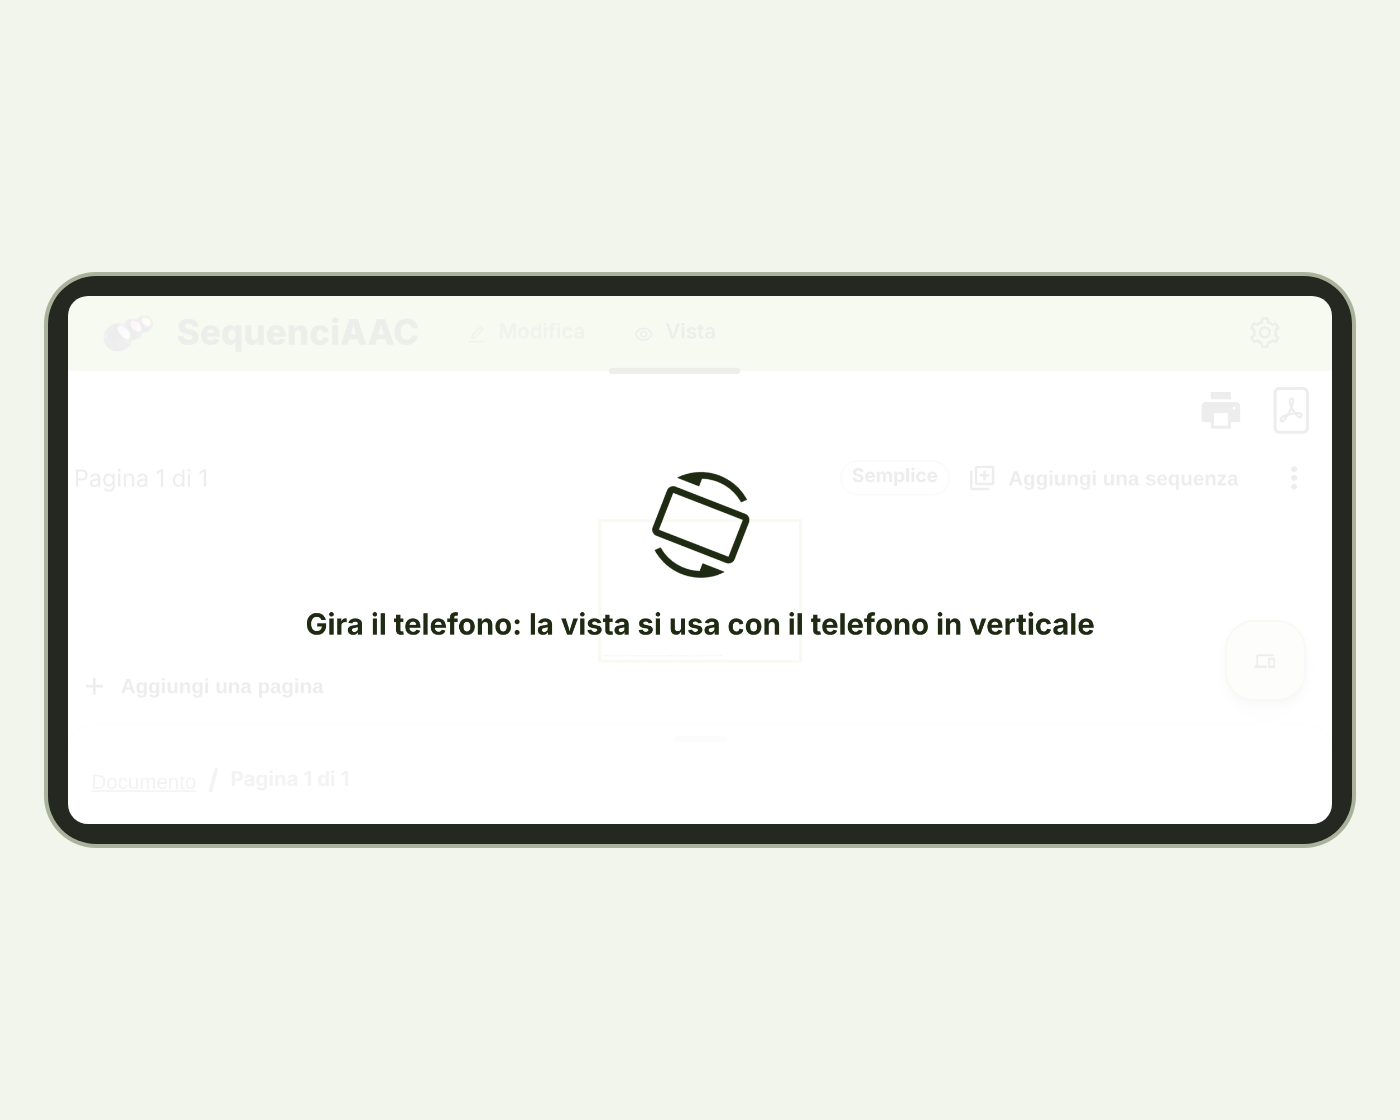 SequenciAAC
Modifica
Vista
Pagina 1 di 1
Semplice
Aggiungi una sequenza
Gira il telefono: la vista si usa con il telefono in verticale
Aggiungi una pagina
Documento / Pagina 1 di 1